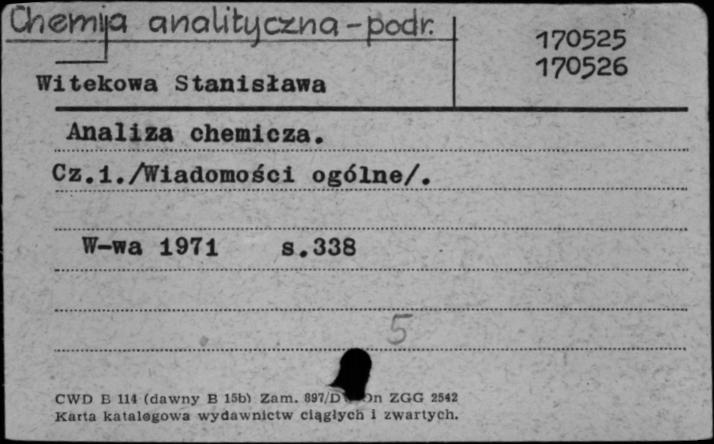 Chemija analityczna - podr.
170525
170526
Witekowa Stanisława
Analiza chemicza.
Cz.1./Wiadomości ogólne/.
W-wa 1971 s.338
5
CWD B 114 (dawny B 15b) Zam. 897/D ZGG 2542
Karta katalogowa wydawnictw ciągłych i zwartych.